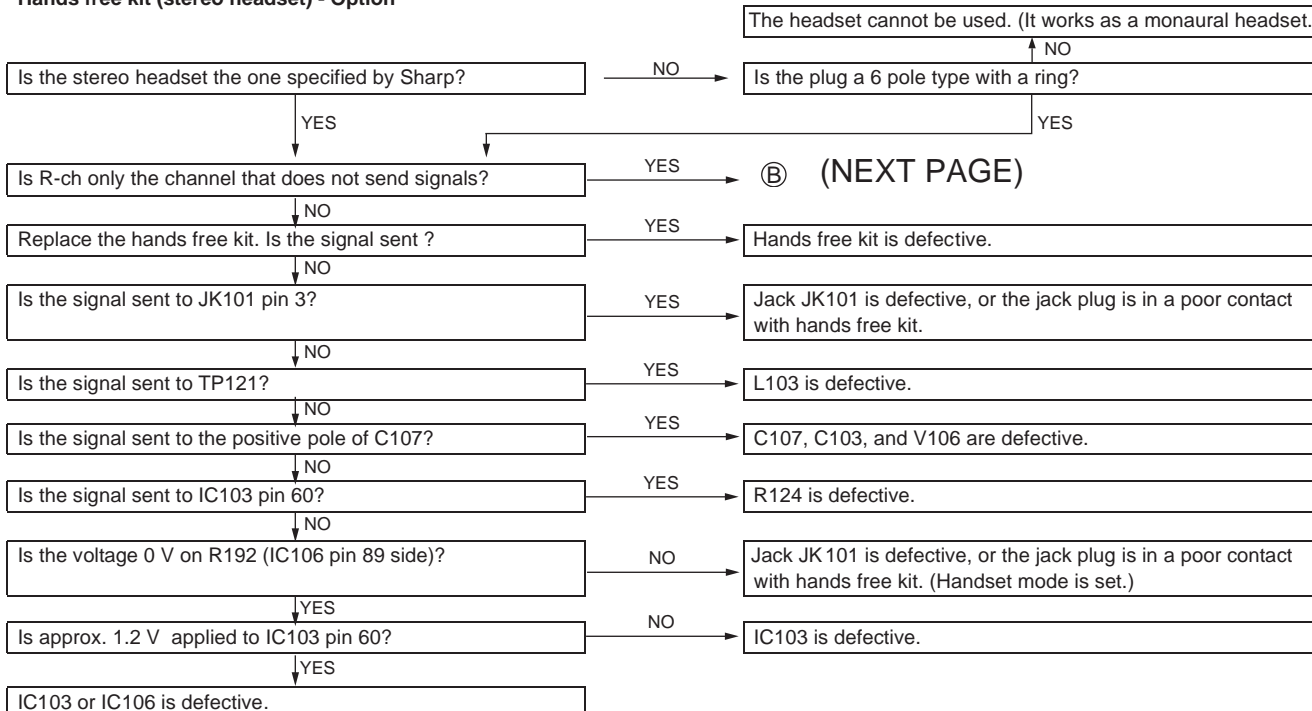 Hands free kit (stereo headset) - Option
The headset cannot be used. (It works as a monaural headset.
NO
Is the stereo headset the one specified by Sharp?
NO
Is the plug a 6 pole type with a ring?
YES
YES
Is R-ch only the channel that does not send signals?
YES
Ⓑ (NEXT PAGE)
NO
Replace the hands free kit. Is the signal sent ?
YES
Hands free kit is defective.
NO
Is the signal sent to JK101 pin 3?
YES
Jack JK101 is defective, or the jack plug is in a poor contact
with hands free kit.
NO
Is the signal sent to TP121?
YES
L103 is defective.
NO
Is the signal sent to the positive pole of C107?
YES
C107, C103, and V106 are defective.
NO
Is the signal sent to IC103 pin 60?
YES
R124 is defective.
NO
Is the voltage 0 V on R192 (IC106 pin 89 side)?
NO
Jack JK101 is defective, or the jack plug is in a poor contact
with hands free kit. (Handset mode is set.)
YES
Is approx. 1.2 V applied to IC103 pin 60?
NO
IC103 is defective.
YES
IC103 or IC106 is defective.